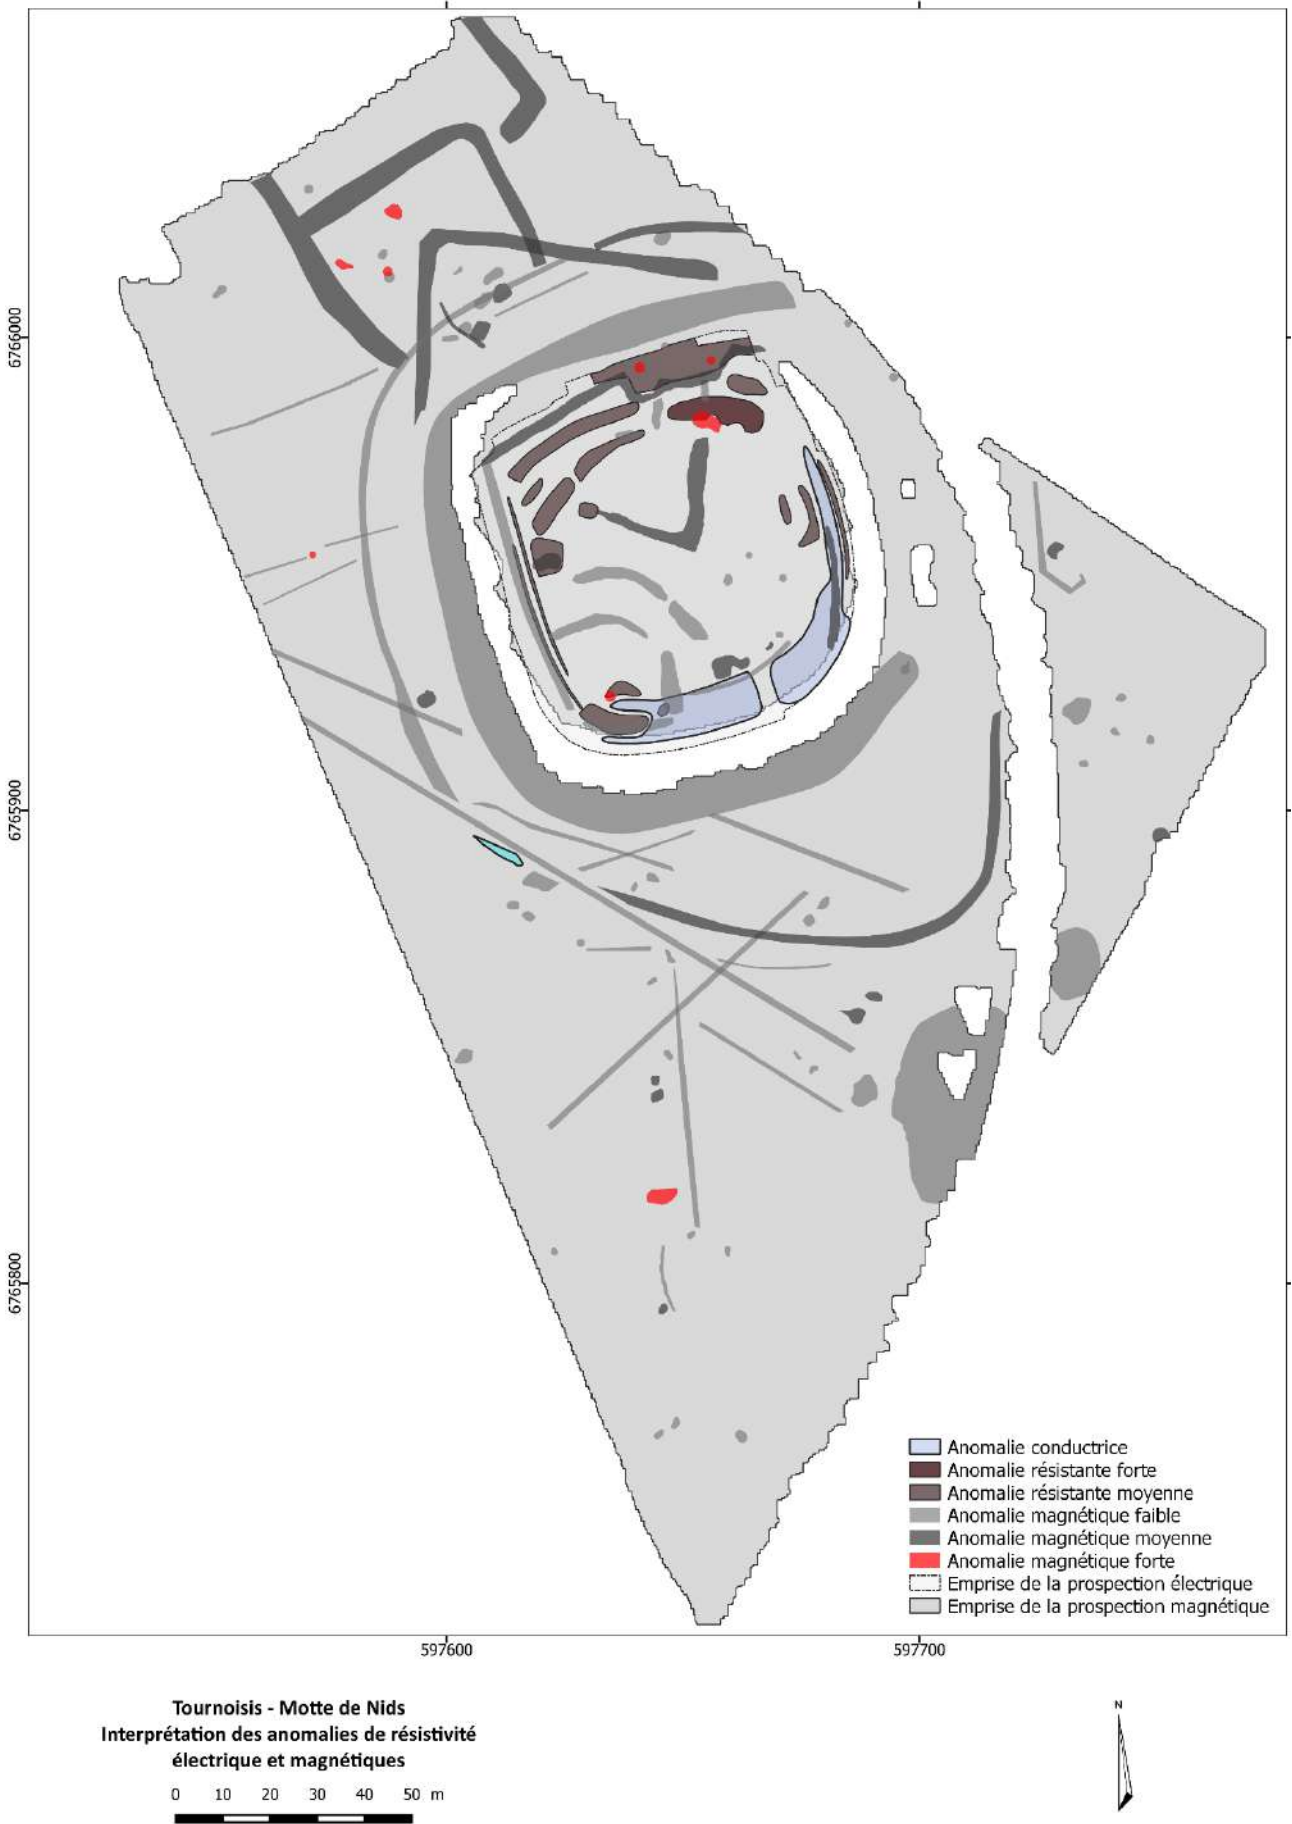 6766000
6765900
6765800
Anomalie conductrice
Anomalie résistante forte
Anomalie résistante moyenne
Anomalie magnétique faible
Anomalie magnétique moyenne
Anomalie magnétique forte
Emprise de la prospection électrique
Emprise de la prospection magnétique
597600 597700
Tournoisis - Motte de Nids
Interprétation des anomalies de résistivité
électrique et magnétiques
0 10 20 30 40 50 m
N